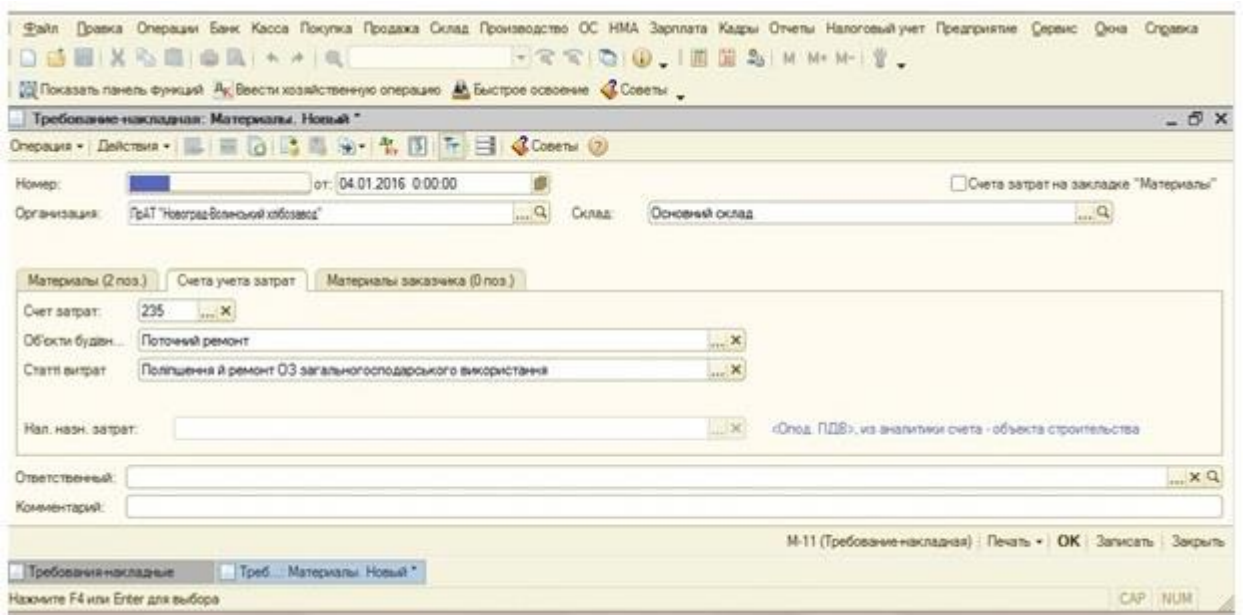 Файл Правка Операции Банк Касса Покупка Продажа Склад Производство ОС НМА Зарплата Кадры Отчеты Налоговый учет Предприятие Сервис Окна Справка
M M+ M-
Показать панель функций Ввести хозяйственную операцию Быстрое освоение Советы
Требование-накладная: Материалы. Новый *
Операция Действия Советы
Номер: от: 04.01.2016 0:00:00 Счета затрат на закладке "Материалы"
Организация: ПрАТ "Новоград-Волинський хлібозавод" ... Склад: Основний склад ...
Материалы (2 поз.) Счета учета затрат Материалы заказчика (0 поз.)
Счет затрат: 235 ...
Об'єкти будівн... Поточний ремонт ...
Статті витрат Поліпшення й ремонт ОЗ загальногосподарського використання ...
Нал. назн. затрат: ... <Опод. ПДВ>, из аналитики счета - объекта строительства
Ответственный: ...
Комментарий:
М-11 (Требование-накладная) Печать OK Записать Закрыть
Требования-накладные Треб...: Материалы. Новый *
Нажмите F4 или Enter для выбора CAP NUM